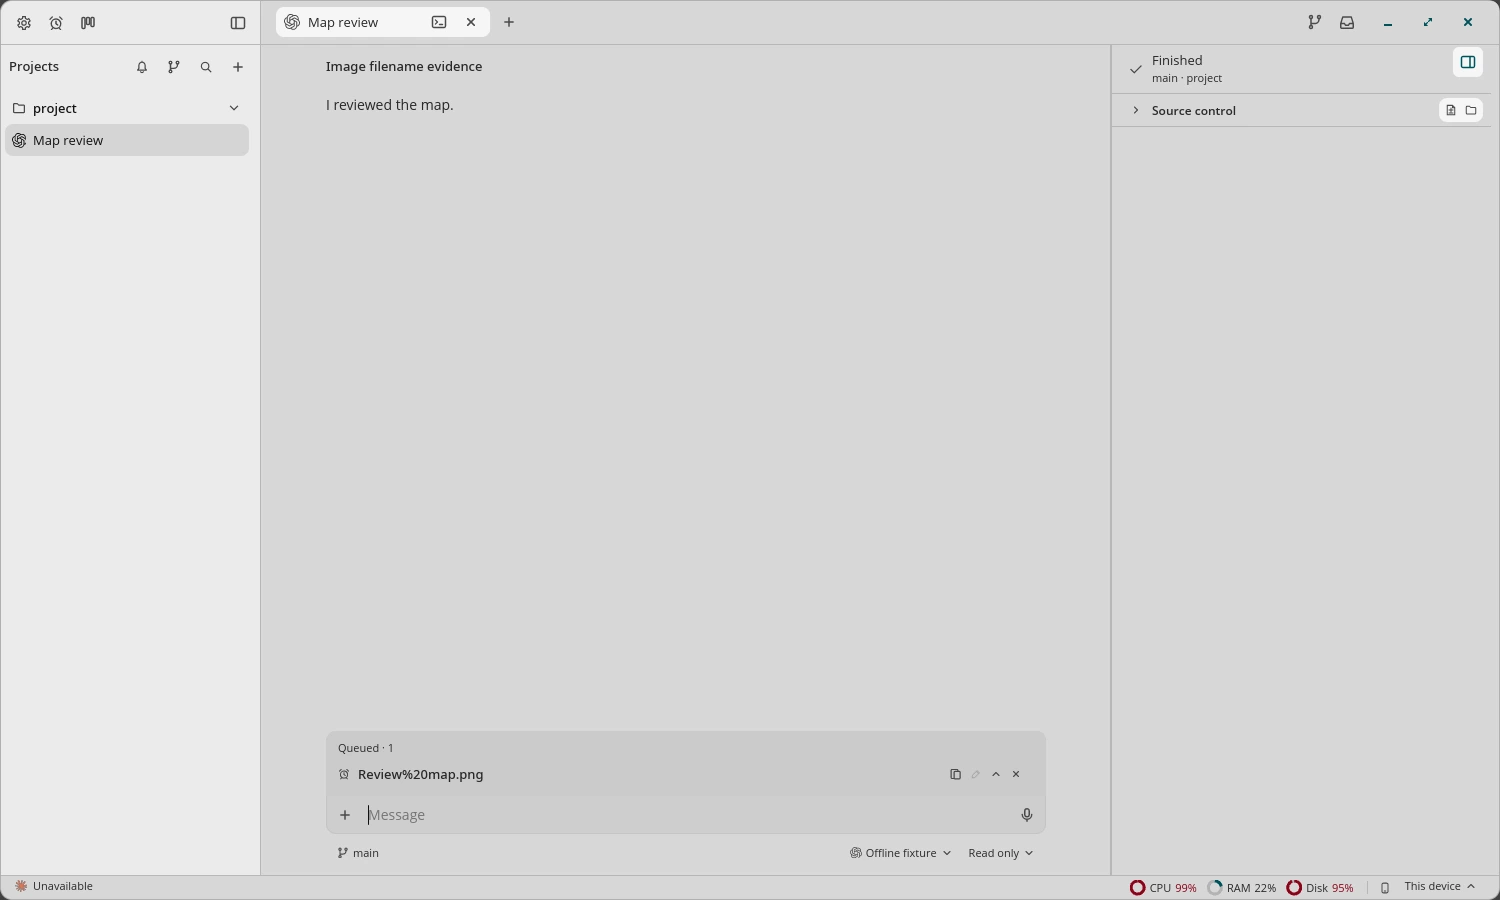 Map review
Projects
project
Map review
Image filename evidence
I reviewed the map.
Finished
main · project
Source control
Queued · 1
Review%20map.png
Message
main
Offline fixture
Read only
Unavailable
CPU 99%
RAM 22%
Disk 95%
This device